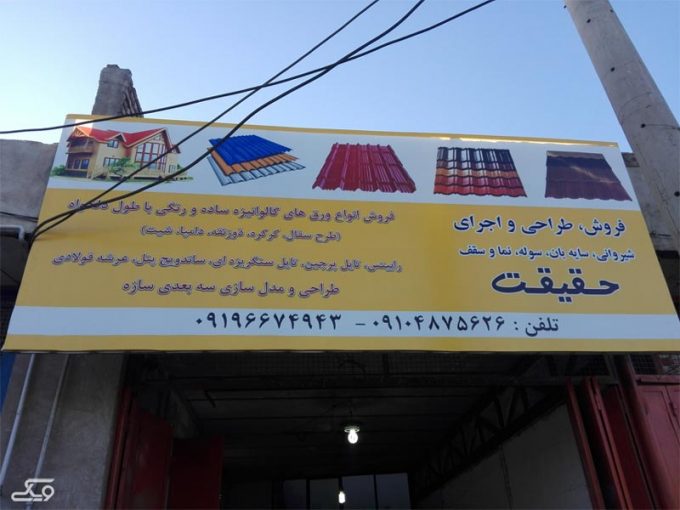 فروش، طراحی و اجرای
شیروانی، سایه بان، سوله، نما و سقف
حقیقت
فروش انواع ورق های گالوانیزه ساده و رنگی با طول دلخواه
(طرح سفال، کرکره، ذوزنقه، دامپا، شیت)
رابیتس، تایل پرچین، تایل سنگریزه ای، ساندویچ پنل، عرشه فولادی
طراحی و مدل سازی سه بعدی سازه
تلفن : ۰۹۱۰۴۸۷۵۶۲۶ - ۰۹۱۹۶۶۷۴۹۴۳